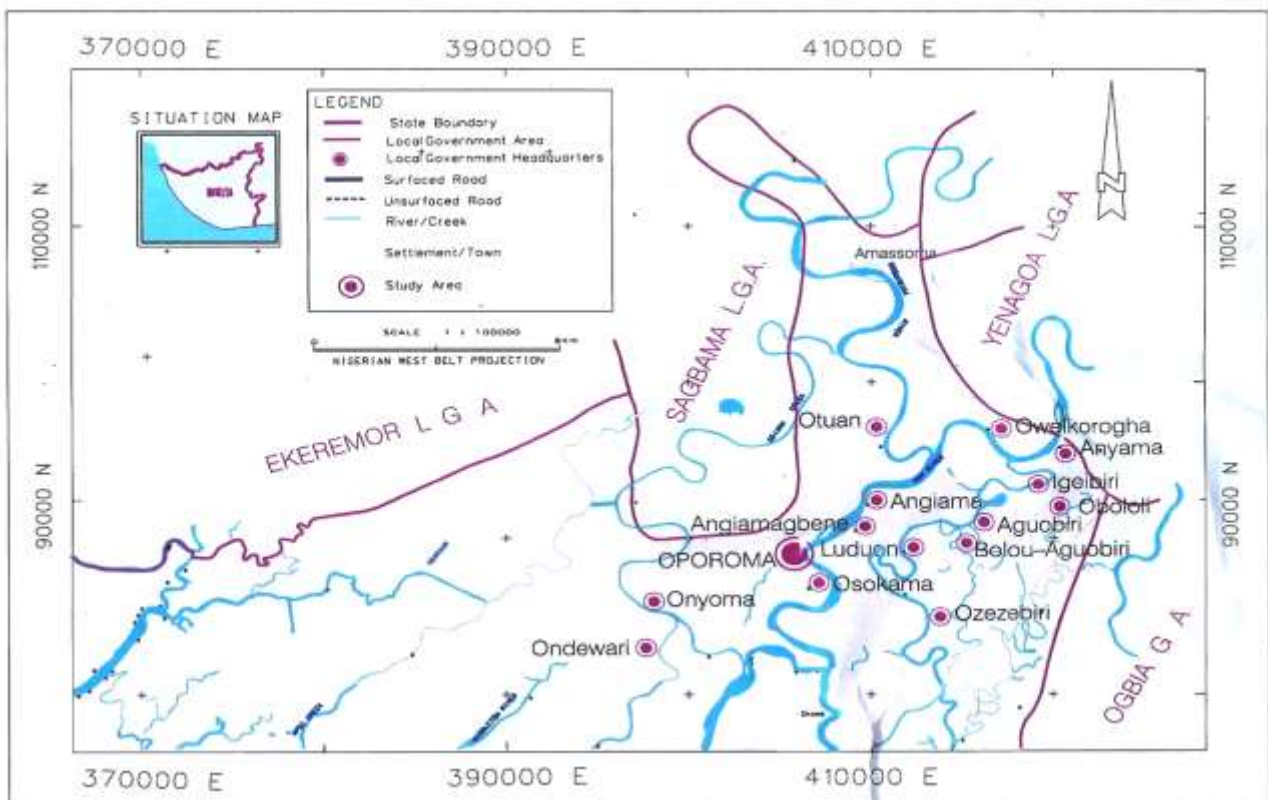 370000 E
390000 E
410000 E
SITUATION MAP
LEGEND
State Boundary
Local Government Area
Local Government Headquarters
Surfaced Road
Unsurfaced Road
River/Creek
Settlement/Town
Study Area
SCALE 1 : 100000
NIGERIAN WEST BELT PROJECTION
N
110000 N
110000 N
90000 N
90000 N
EKEREMOR L G A
SAGBAMA L.G.A.
YENAGOA L.G.A
OGBIA G A
Amassoma
Otuan
Oweikorogha
Anyama
Igeibiri
Angiama
Obololi
Angiamagbene
Aguobiri
OPOROMA
Luduon
Belou-Aguobiri
Osokama
Onyoma
Ozezebiri
Ondewari
370000 E
390000 E
410000 E